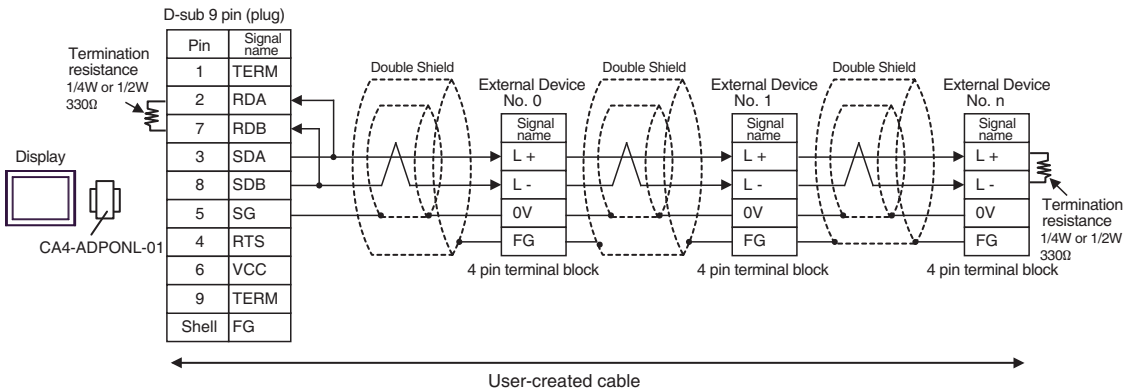 D-sub 9 pin (plug)
Pin Signal name
1 TERM
2 RDA
7 RDB
3 SDA
8 SDB
5 SG
4 RTS
6 VCC
9 TERM
Shell FG
Termination
resistance
1/4W or 1/2W
330Ω
Display
CA4-ADPONL-01
Double Shield
External Device
No. 0
Signal
name
L +
L -
0V
FG
4 pin terminal block
Double Shield
External Device
No. 1
Signal
name
L +
L -
0V
FG
4 pin terminal block
Double Shield
External Device
No. n
Signal
name
L +
L -
0V
FG
4 pin terminal block
Termination
resistance
1/4W or 1/2W
330Ω
User-created cable